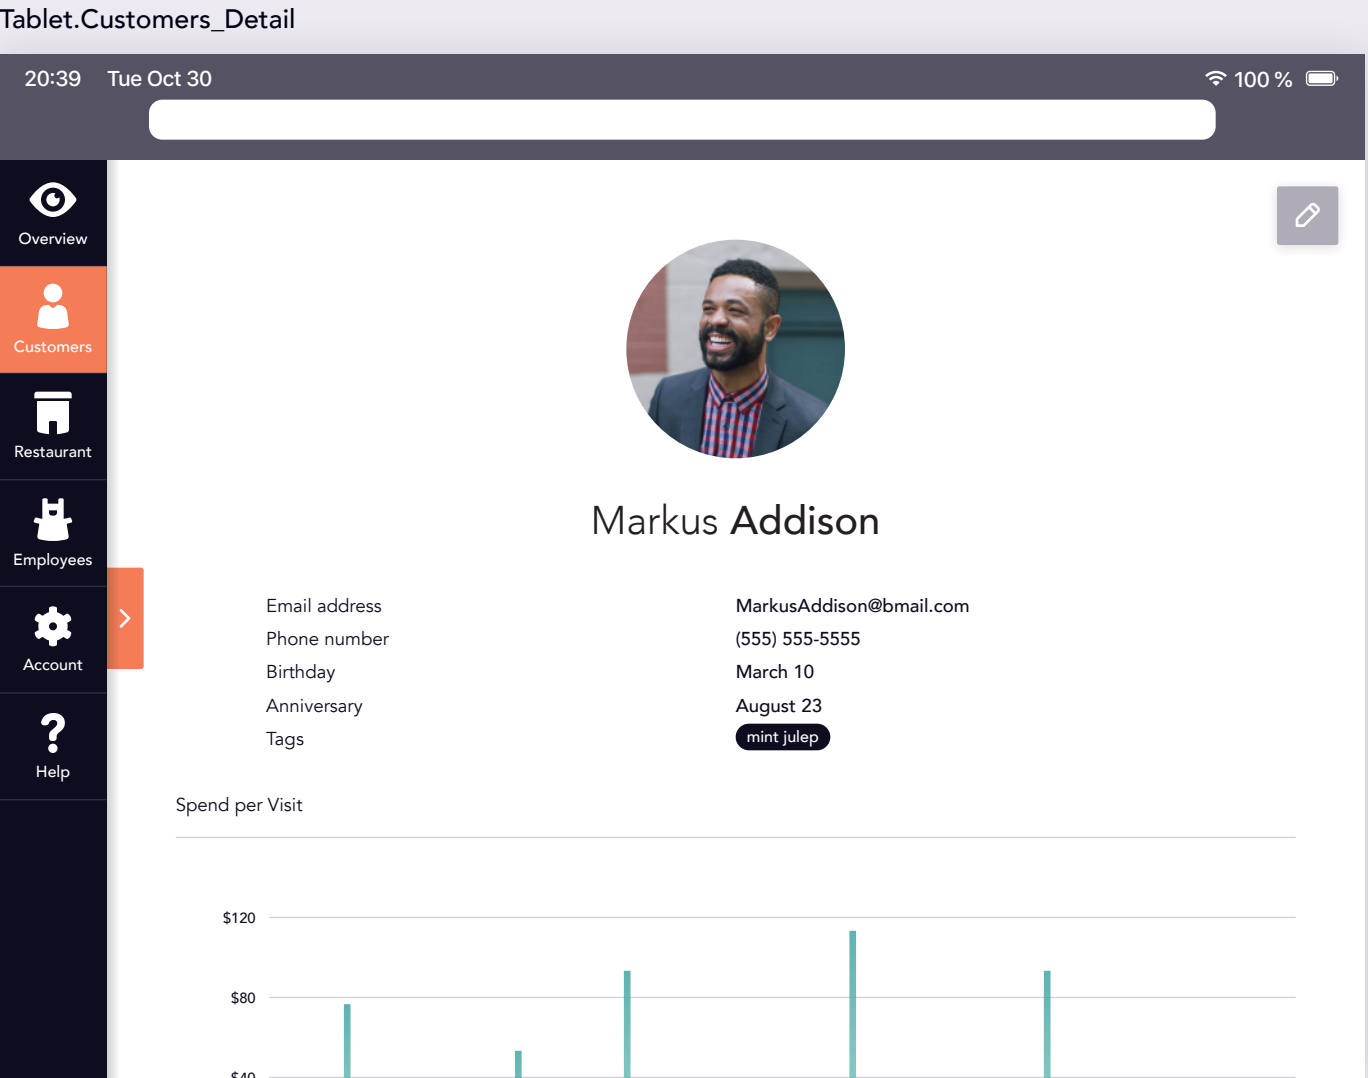 Tablet.Customers_Detail
20:39 Tue Oct 30
100 %
Overview
Customers
Restaurant
Employees
Account
Help
Markus Addison
Email address MarkusAddison@bmail.com
Phone number (555) 555-5555
Birthday March 10
Anniversary August 23
Tags mint julep
Spend per Visit
$120
$80
$40